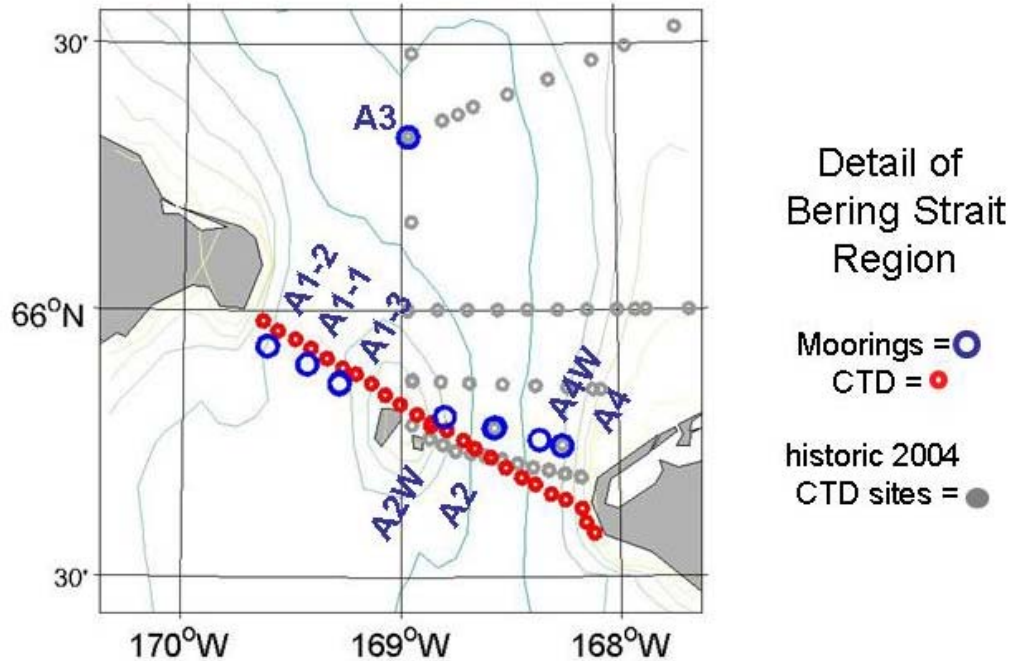 30'
A3
A1-2
A1-1
A1-3
66°N
A4W
A4
A2W
A2
30'
170°W
169°W
168°W
Detail of
Bering Strait
Region
Moorings =
CTD =
historic 2004
CTD sites =